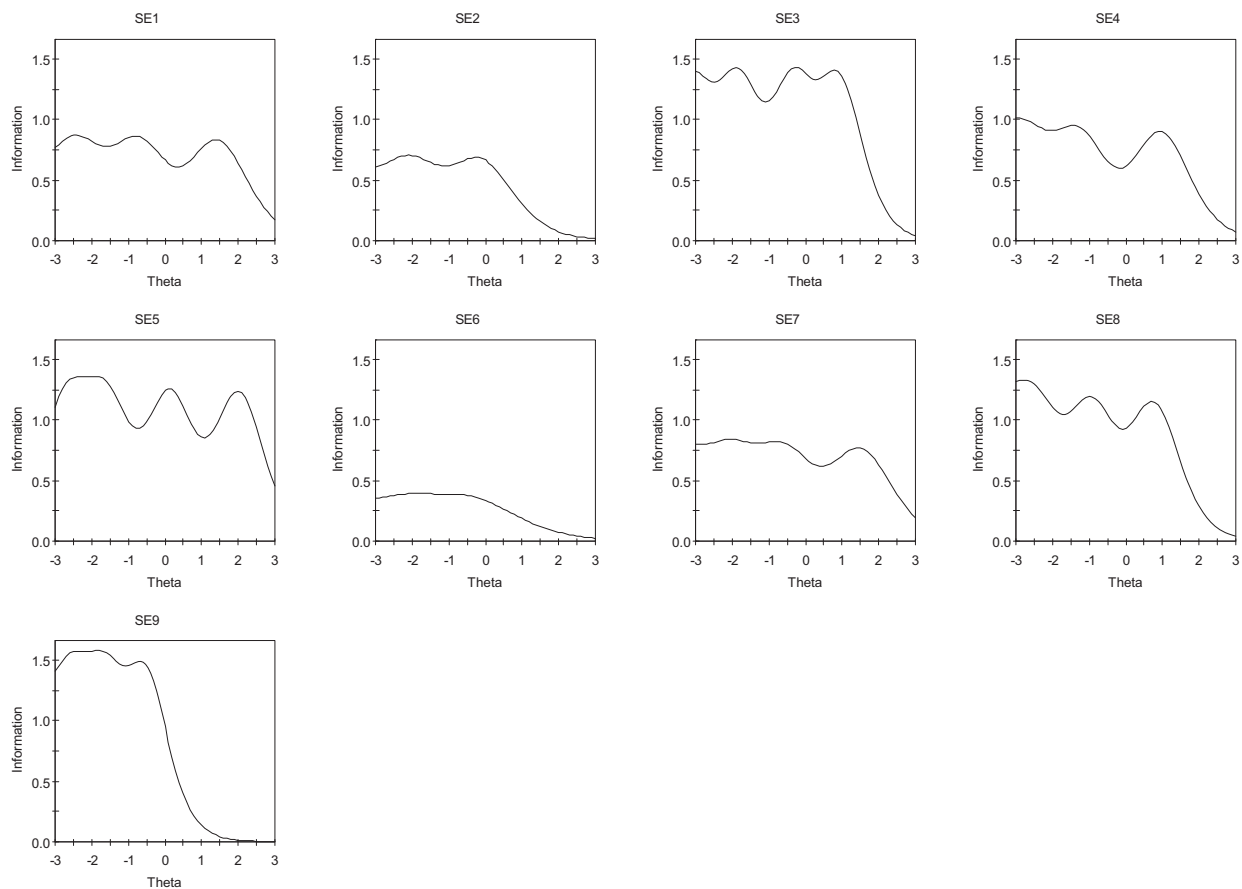 SE1 SE2 SE3 SE4
1.5 1.5 1.5 1.5
1.0 1.0 1.0 1.0
0.5 0.5 0.5 0.5
0.0 0.0 0.0 0.0
Information Information Information Information
-3 -2 -1 0 1 2 3 -3 -2 -1 0 1 2 3 -3 -2 -1 0 1 2 3 -3 -2 -1 0 1 2 3
Theta Theta Theta Theta
SE5 SE6 SE7 SE8
1.5 1.5 1.5 1.5
1.0 1.0 1.0 1.0
0.5 0.5 0.5 0.5
0.0 0.0 0.0 0.0
Information Information Information Information
-3 -2 -1 0 1 2 3 -3 -2 -1 0 1 2 3 -3 -2 -1 0 1 2 3 -3 -2 -1 0 1 2 3
Theta Theta Theta Theta
SE9
1.5
1.0
0.5
0.0
Information
-3 -2 -1 0 1 2 3
Theta